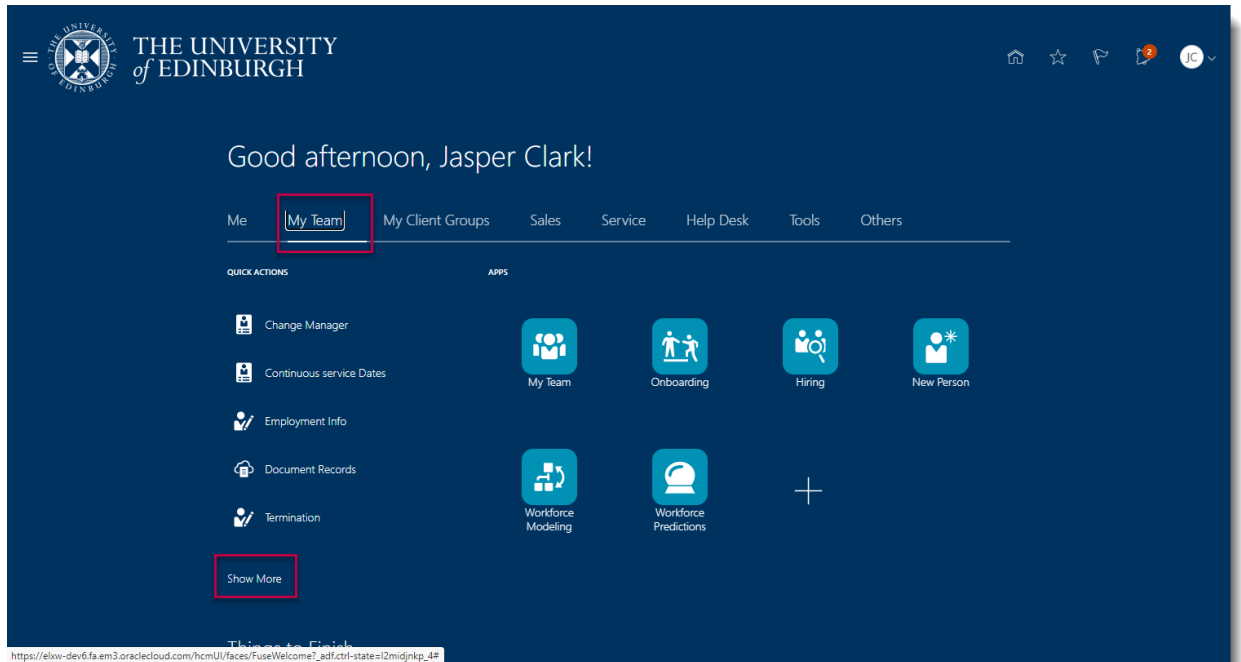 THE UNIVERSITY
of EDINBURGH
2
JC
Good afternoon, Jasper Clark!
Me My Team My Client Groups Sales Service Help Desk Tools Others
QUICK ACTIONS APPS
Change Manager
Continuous service Dates
Employment Info
Document Records
Termination
Show More
My Team Onboarding Hiring New Person
Workforce
Modeling
Workforce
Predictions
Things to Finish
https://elxw-dev6.fa.em3.oraclecloud.com/hcmUI/faces/FuseWelcome?_adf.ctrl-state=l2midjnkp_4#